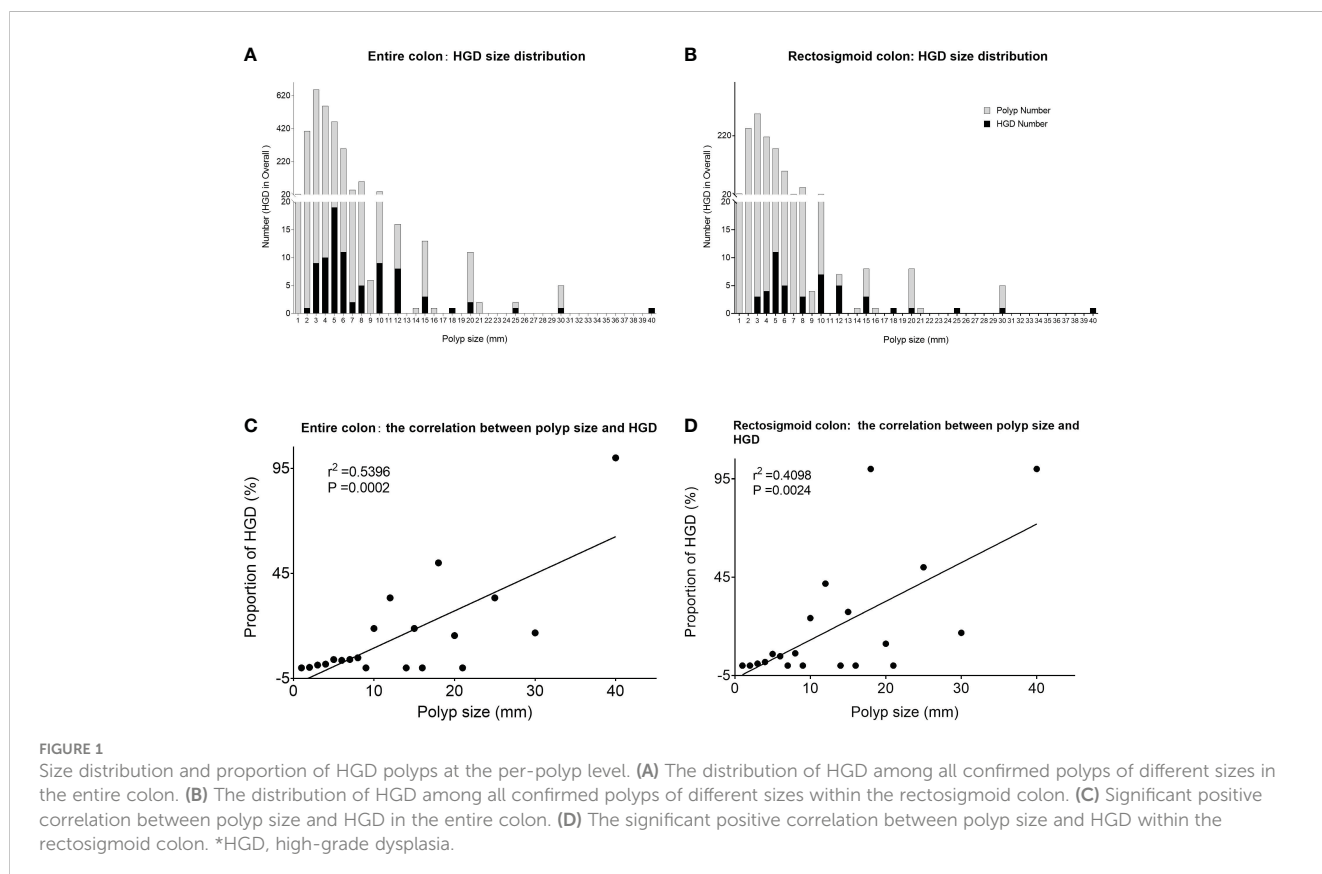 A
Entire colon: HGD size distribution
Number (HGD in Overall)
620
420
220
20
20
15
10
5
0
1 2 3 4 5 6 7 8 9 10 11 12 13 14 15 16 17 18 19 20 21 22 23 24 25 26 27 28 29 30 31 32 33 34 35 36 37 38 39 40
Polyp size (mm)
B
Rectosigmoid colon: HGD size distribution
Polyp Number
HGD Number
Number (HGD in Overall)
220
20
20
15
10
5
0
1 2 3 4 5 6 7 8 9 10 11 12 13 14 15 16 17 18 19 20 21 22 23 24 25 26 27 28 29 30 31 32 33 34 35 36 37 38 39 40
Polyp size (mm)
C
Entire colon: the correlation between polyp size and HGD
r² =0.5396
P =0.0002
Proportion of HGD (%)
95
45
-5
0 10 20 30 40
Polyp size (mm)
D
Rectosigmoid colon: the correlation between polyp size and
HGD
r² =0.4098
P =0.0024
Proportion of HGD (%)
95
45
-5
0 10 20 30 40
Polyp size (mm)
FIGURE 1
Size distribution and proportion of HGD polyps at the per-polyp level. (A) The distribution of HGD among all confirmed polyps of different sizes in
the entire colon. (B) The distribution of HGD among all confirmed polyps of different sizes within the rectosigmoid colon. (C) Significant positive
correlation between polyp size and HGD in the entire colon. (D) The significant positive correlation between polyp size and HGD within the
rectosigmoid colon. *HGD, high-grade dysplasia.